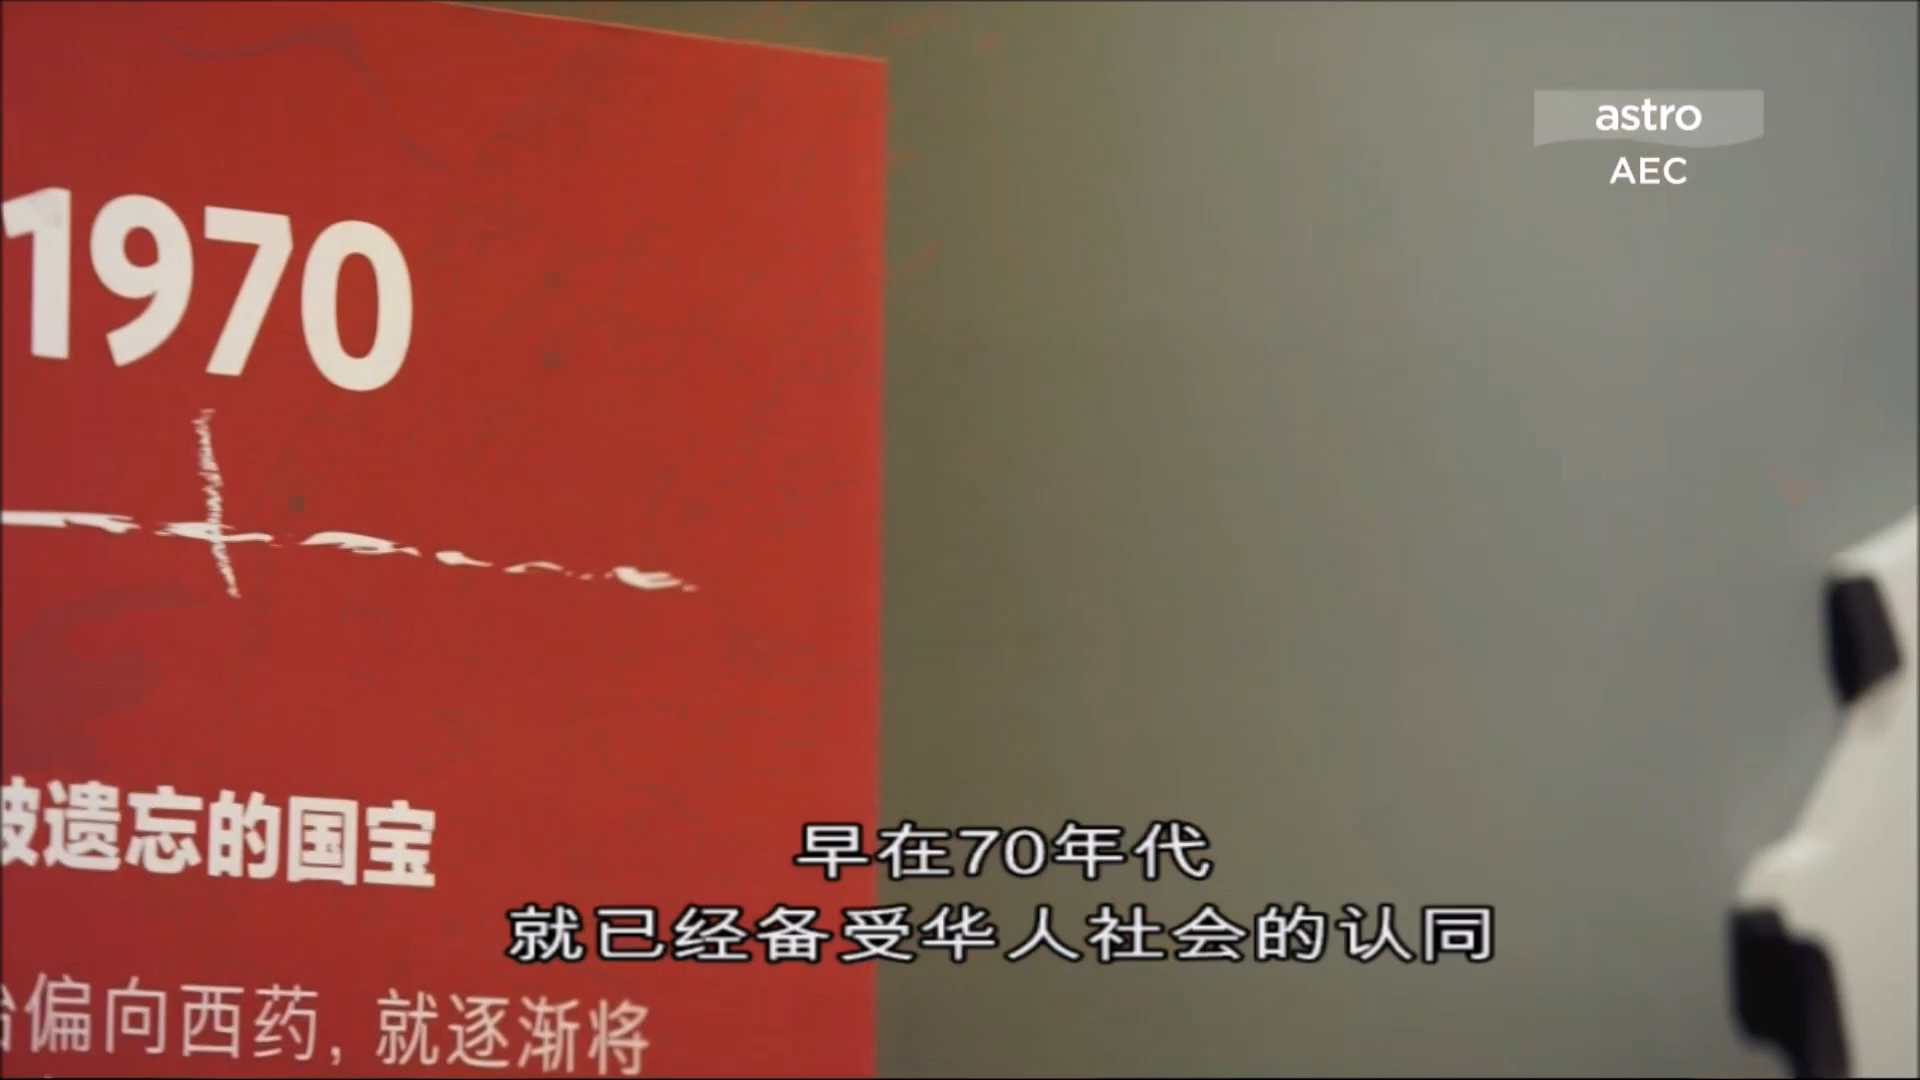 astro
AEC
1970
被遗忘的国宝
早在70年代
就已经备受华人社会的认同
偏向西药, 就逐渐将